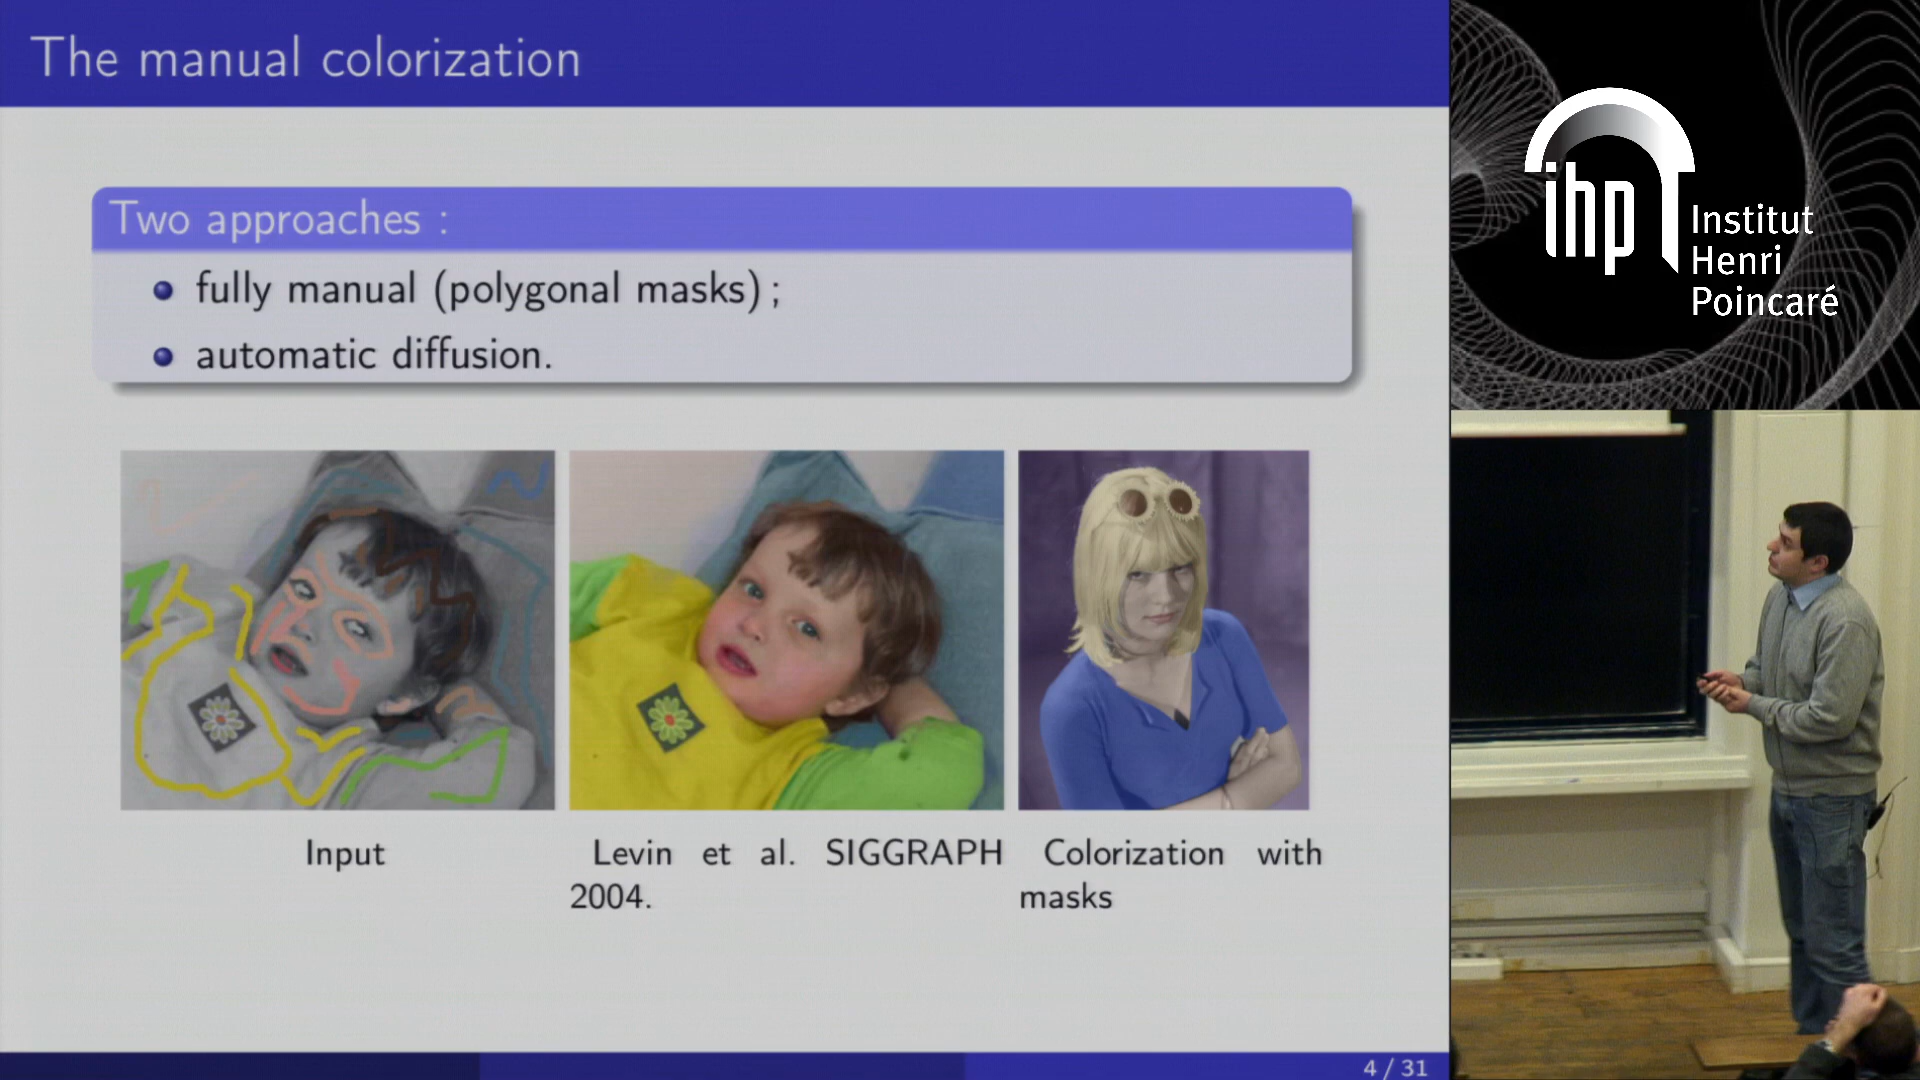 The manual colorization
Two approaches :
fully manual (polygonal masks) ;
automatic diffusion.
Input
Levin et al. SIGGRAPH
2004.
Colorization with
masks
4 / 31
ihp
Institut
Henri
Poincaré